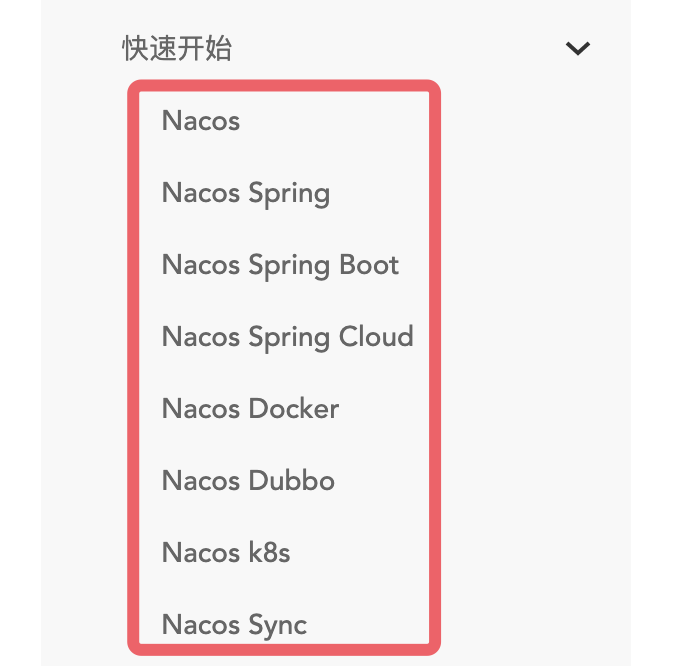 快速开始
Nacos
Nacos Spring
Nacos Spring Boot
Nacos Spring Cloud
Nacos Docker
Nacos Dubbo
Nacos k8s
Nacos Sync